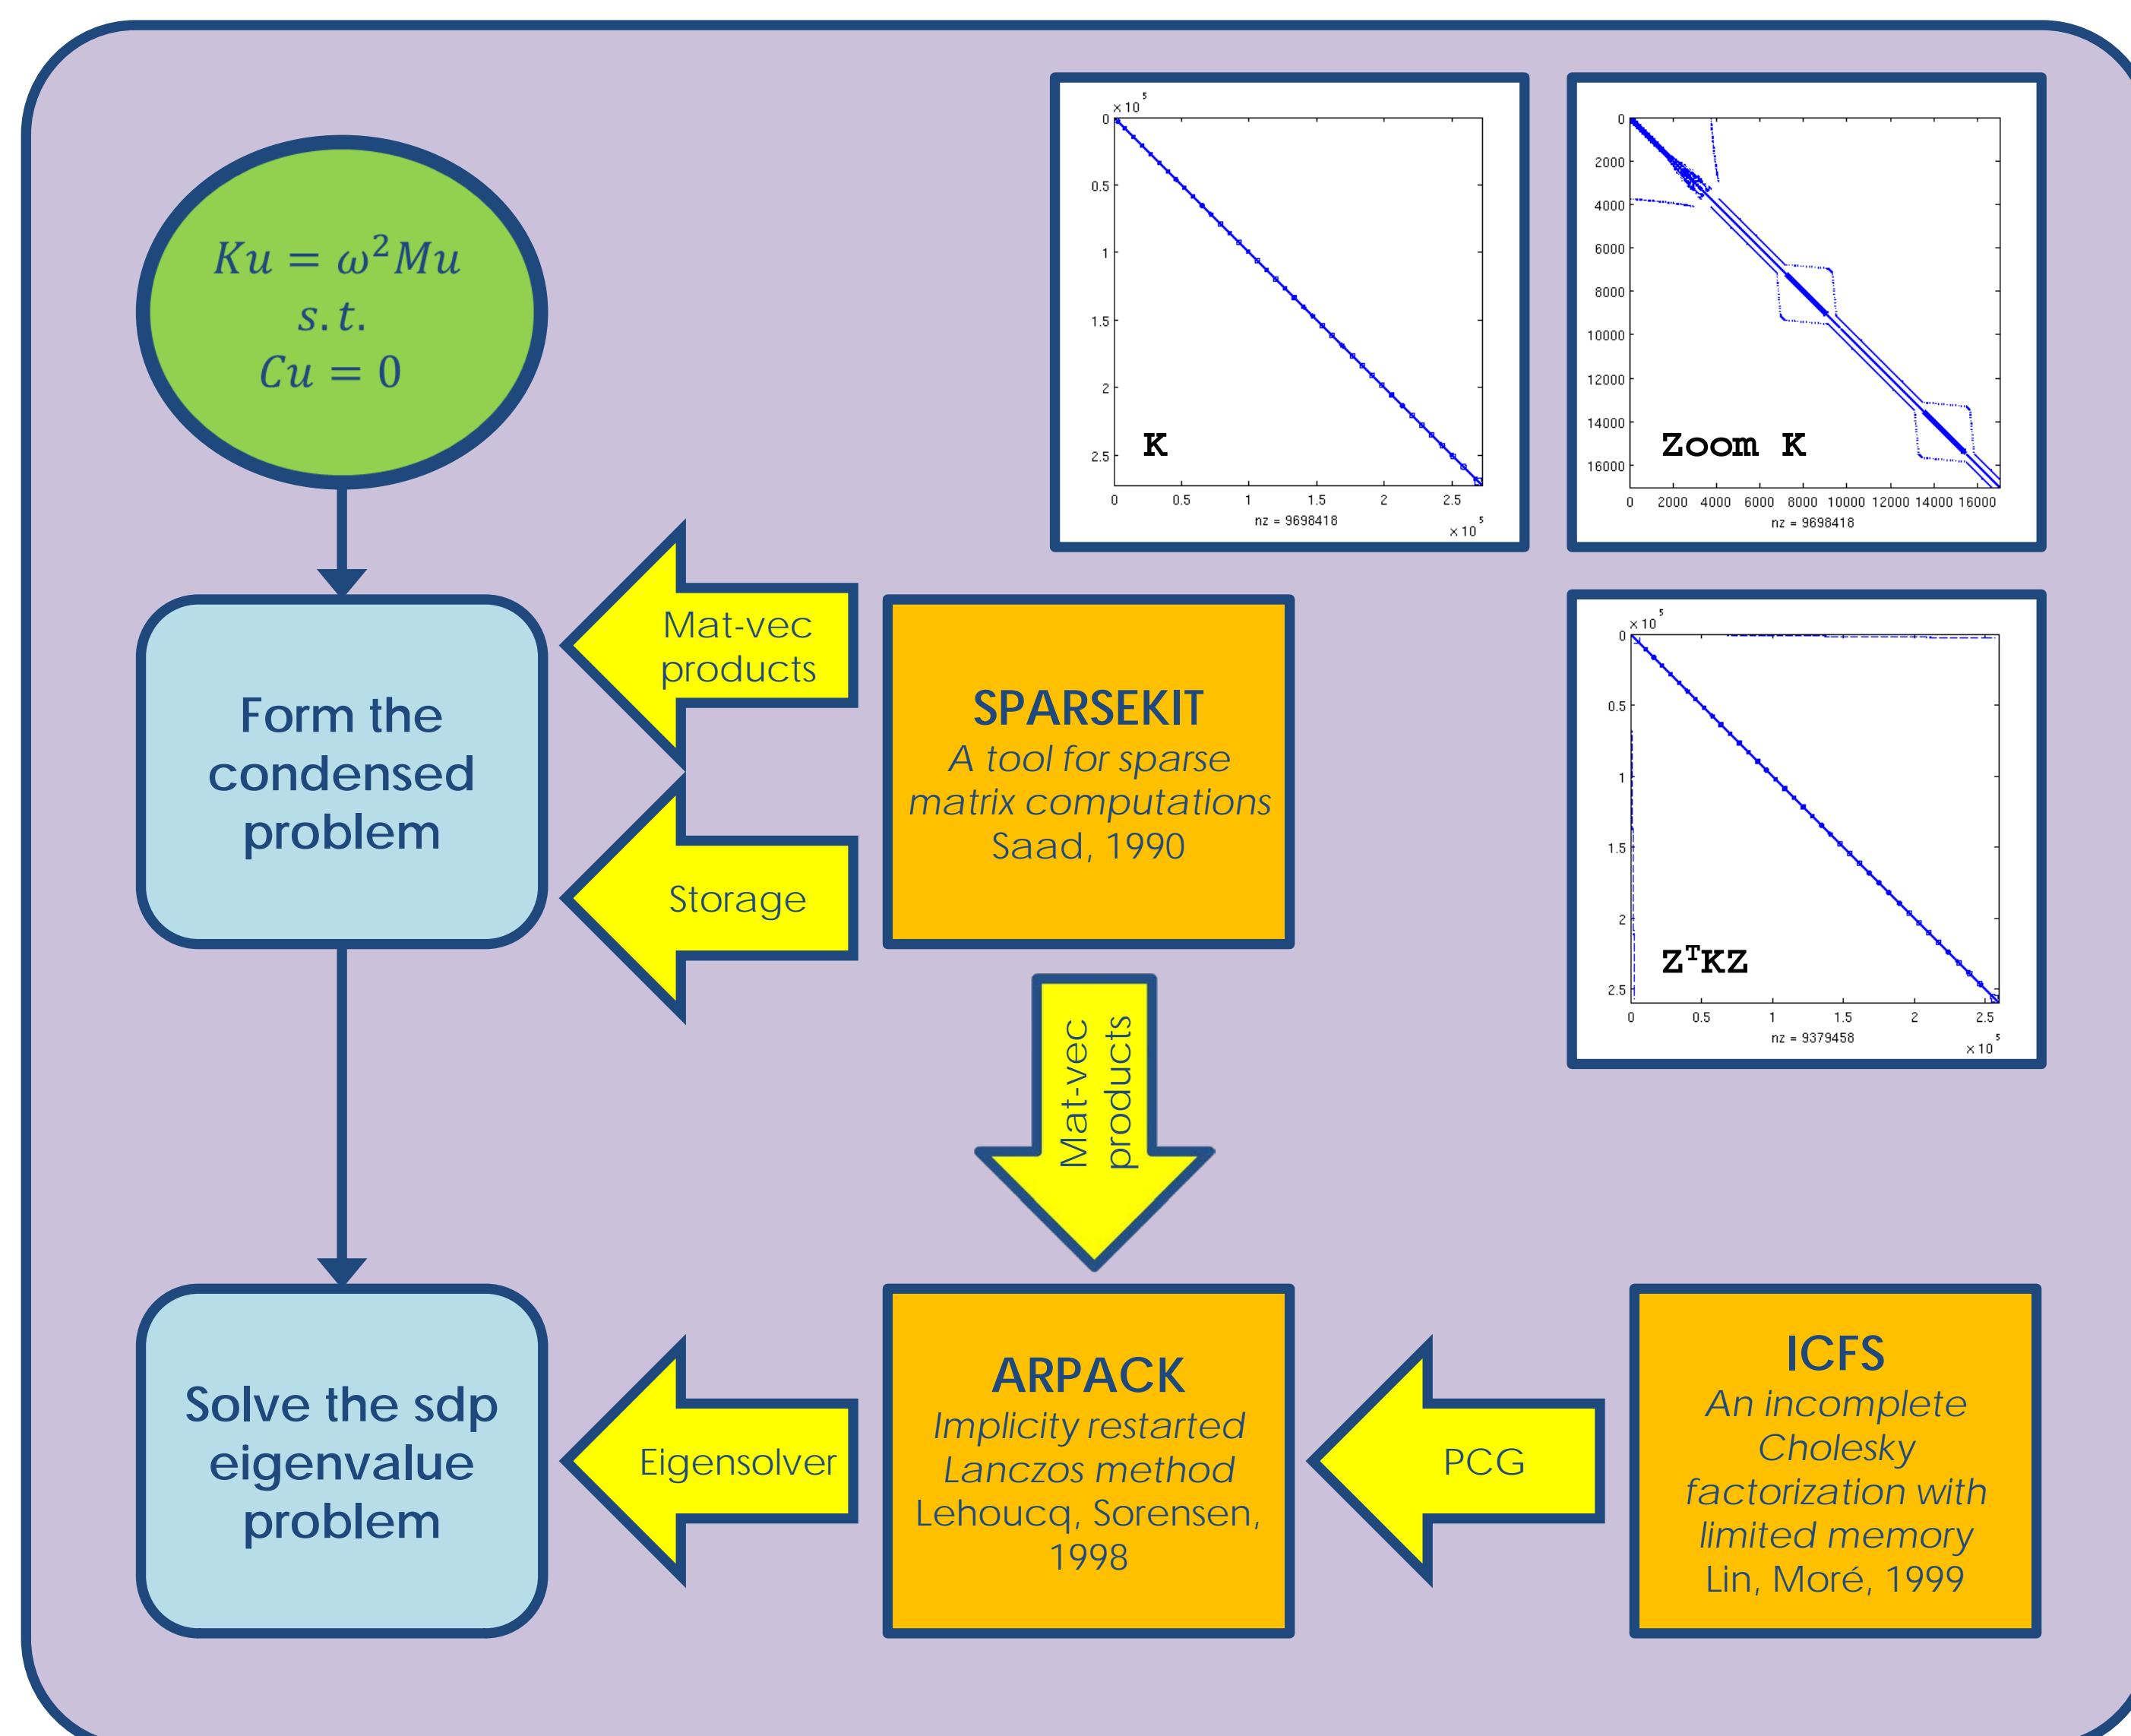 Ku = ω²Mu
s.t.
Cu = 0
× 10⁵
0
0.5
1
1.5
2
2.5
K
0 0.5 1 1.5 2 2.5
nz = 9698418
× 10⁵
0
2000
4000
6000
8000
10000
12000
14000
16000
Zoom K
0 2000 4000 6000 8000 10000 12000 14000 16000
nz = 9698418
Form the
condensed
problem
Mat-vec
products
Storage
SPARSEKIT
A tool for sparse
matrix computations
Saad, 1990
× 10⁵
0
0.5
1
1.5
2
2.5
ZᵀKZ
0 0.5 1 1.5 2 2.5
nz = 9379458
× 10⁵
Mat-vec
products
Solve the sdp
eigenvalue
problem
Eigensolver
ARPACK
Implicity restarted
Lanczos method
Lehoucq, Sorensen,
1998
PCG
ICFS
An incomplete
Cholesky
factorization with
limited memory
Lin, Moré, 1999